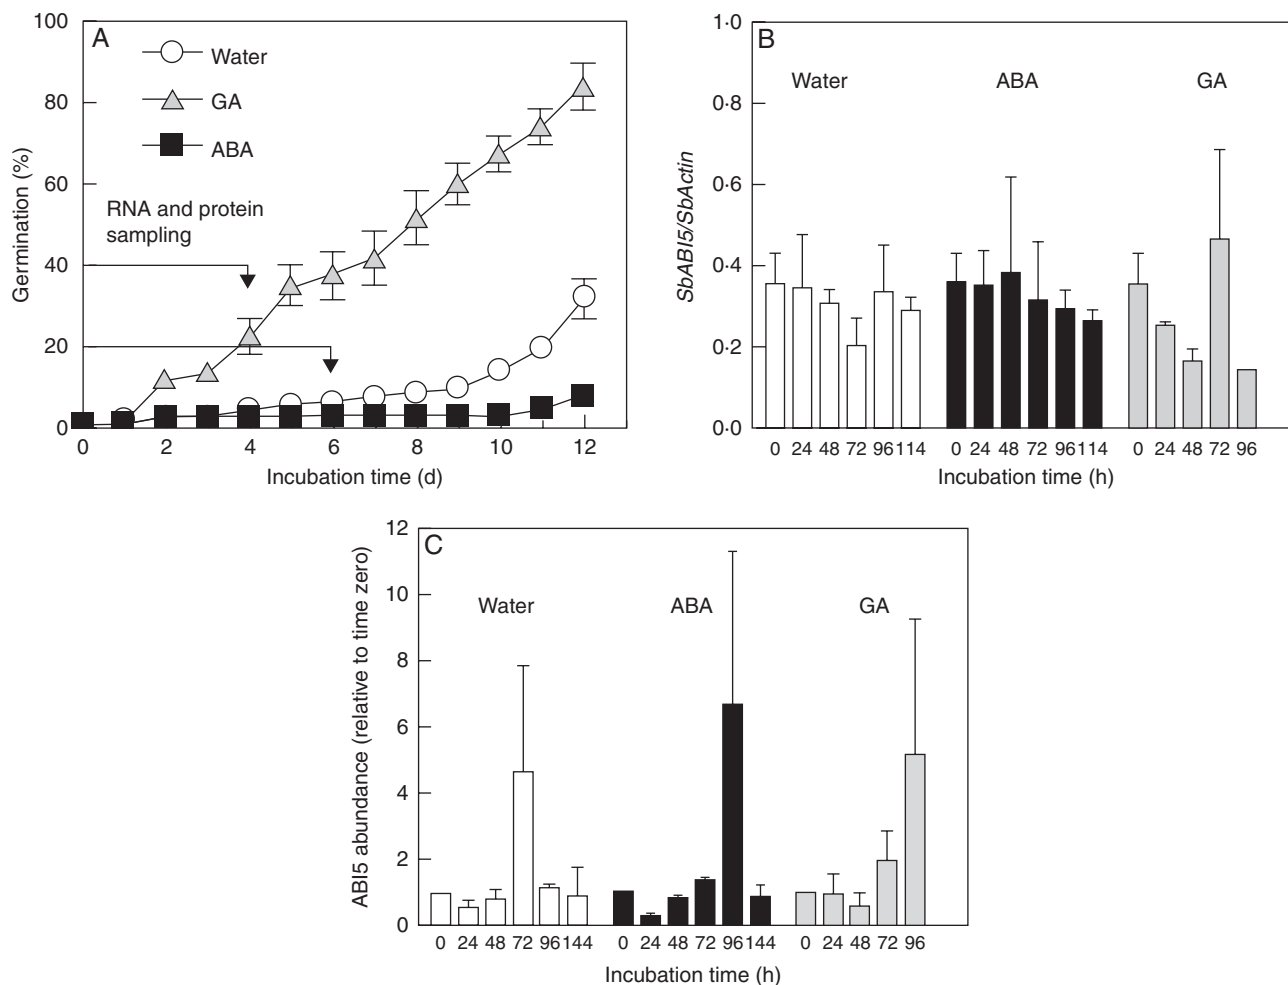 A
Water
GA
ABA
RNA and protein
sampling
Germination (%)
100
80
60
40
20
0
0 2 4 6 8 10 12
Incubation time (d)
B
Water ABA GA
SbABI5/SbActin
1·0
0·8
0·6
0·4
0·2
0·0
0 24 48 72 96 114 0 24 48 72 96 114 0 24 48 72 96
Incubation time (h)
C
Water ABA GA
ABI5 abundance (relative to time zero)
12
10
8
6
4
2
0
0 24 48 72 96 144 0 24 48 72 96 144 0 24 48 72 96
Incubation time (h)